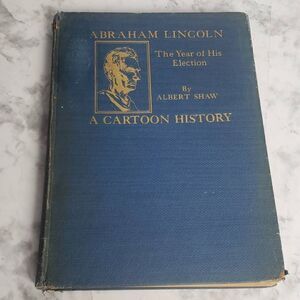 ABRAHAM LINCOLN
The Year of His
Election
By
ALBERT SHAW
A CARTOON HISTORY